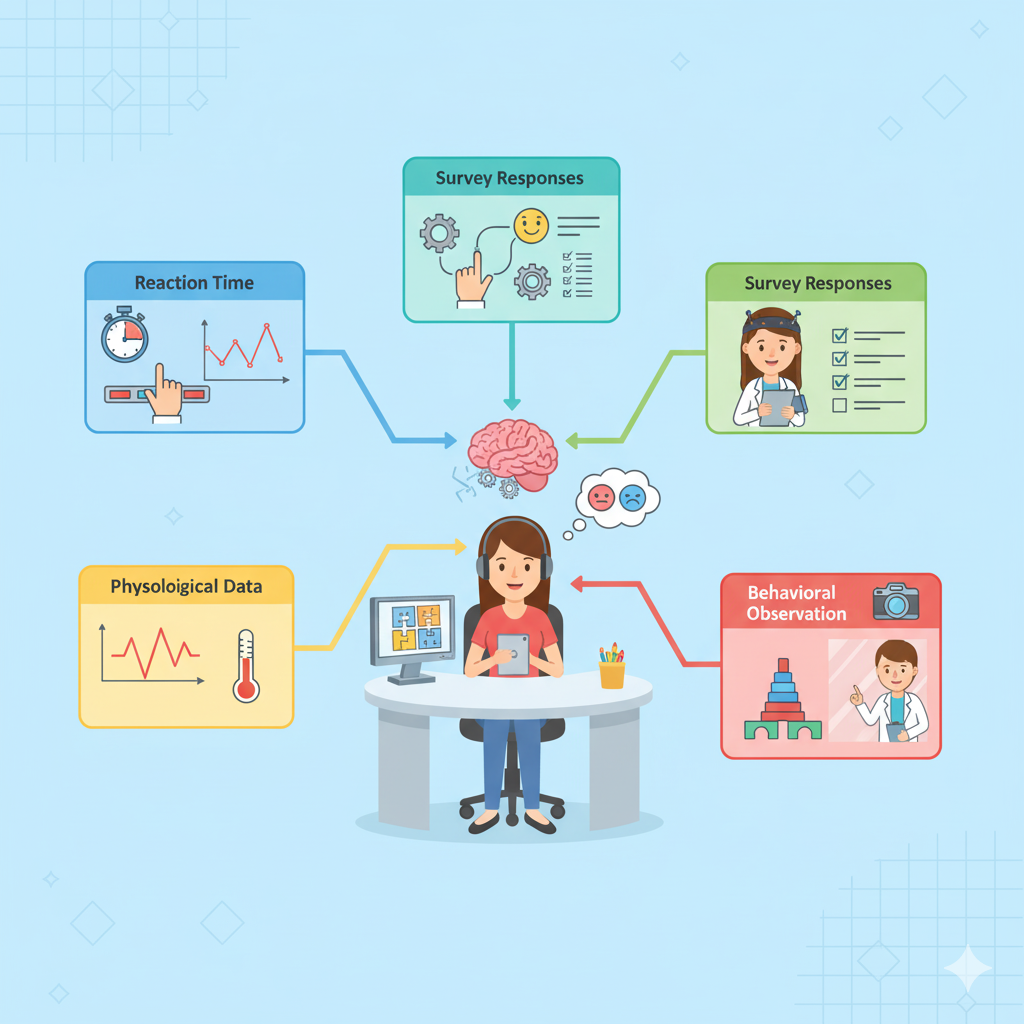 Survey Responses
Reaction Time
Survey Responses
Physoloigical Data
Behavioral
Observation